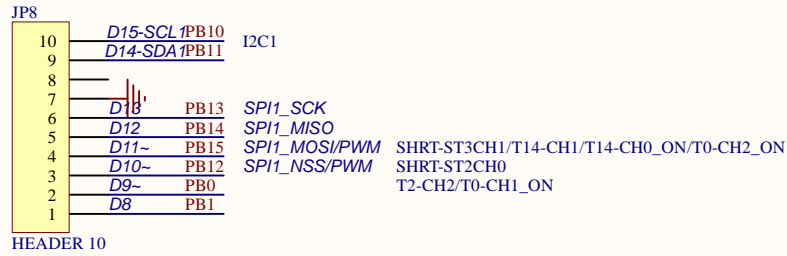 JP8
10 D15-SCL1 PB10 I2C1
9 D14-SDA1 PB11
8
7
6 D13 PB13 SPI1_SCK
5 D12 PB14 SPI1_MISO
4 D11~ PB15 SPI1_MOSI/PWM SHRT-ST3CH1/T14-CH1/T14-CH0_ON/T0-CH2_ON
3 D10~ PB12 SPI1_NSS/PWM SHRT-ST2CH0
2 D9~ PB0 T2-CH2/T0-CH1_ON
1 D8 PB1
HEADER 10